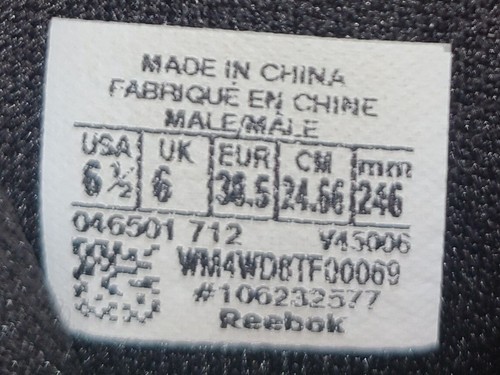 MADE IN CHINA
FABRIQUÉ EN CHINE
MALE/MÂLE
USA UK EUR CM mm
6 ½ 6 38.5 24.66 246
046501 712 V45006
WM4WD8TF00069
#106232577
Reebok